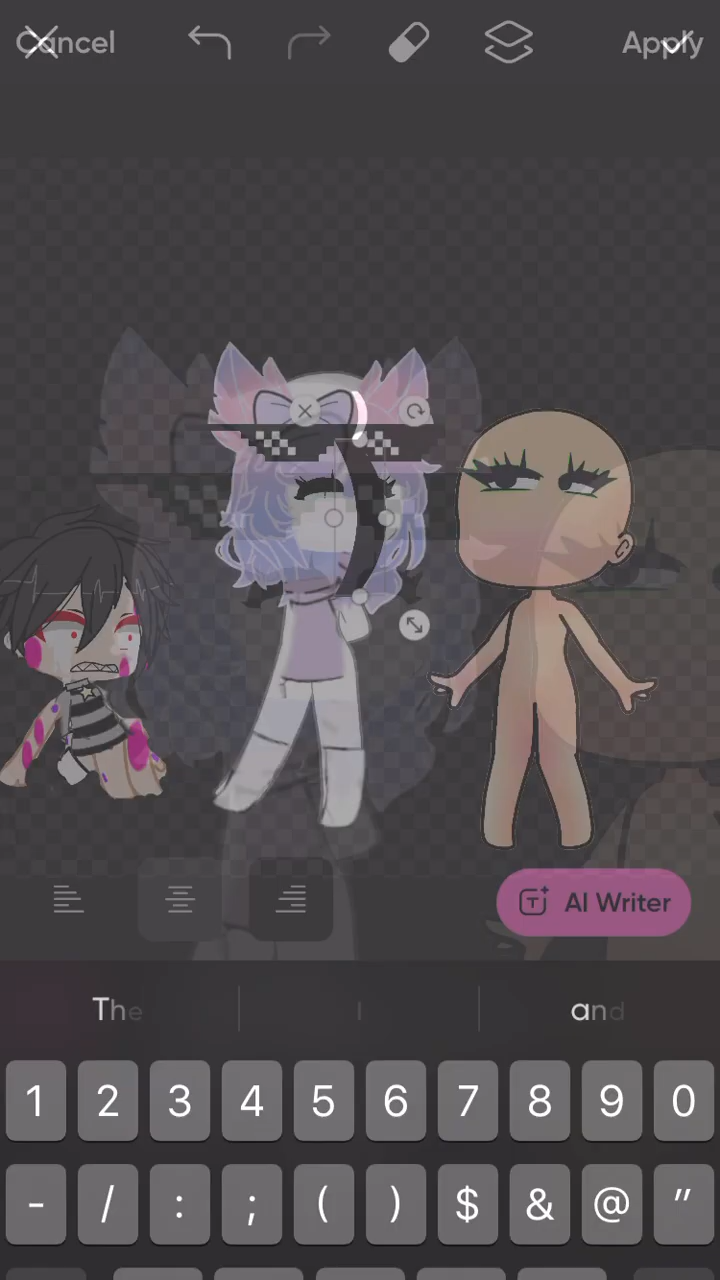 Cancel Apply
AI Writer
The I and
1 2 3 4 5 6 7 8 9 0
- / : ; ( ) $ & @ "